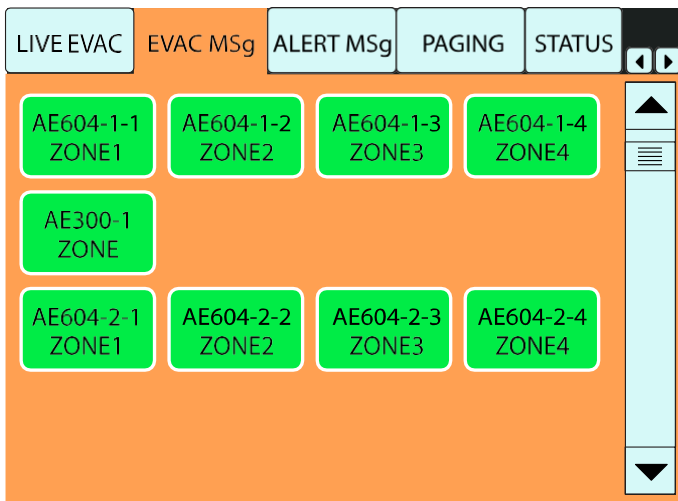 LIVE EVAC EVAC MSg ALERT MSg PAGING STATUS
AE604-1-1 AE604-1-2 AE604-1-3 AE604-1-4
ZONE1 ZONE2 ZONE3 ZONE4
AE300-1
ZONE
AE604-2-1 AE604-2-2 AE604-2-3 AE604-2-4
ZONE1 ZONE2 ZONE3 ZONE4